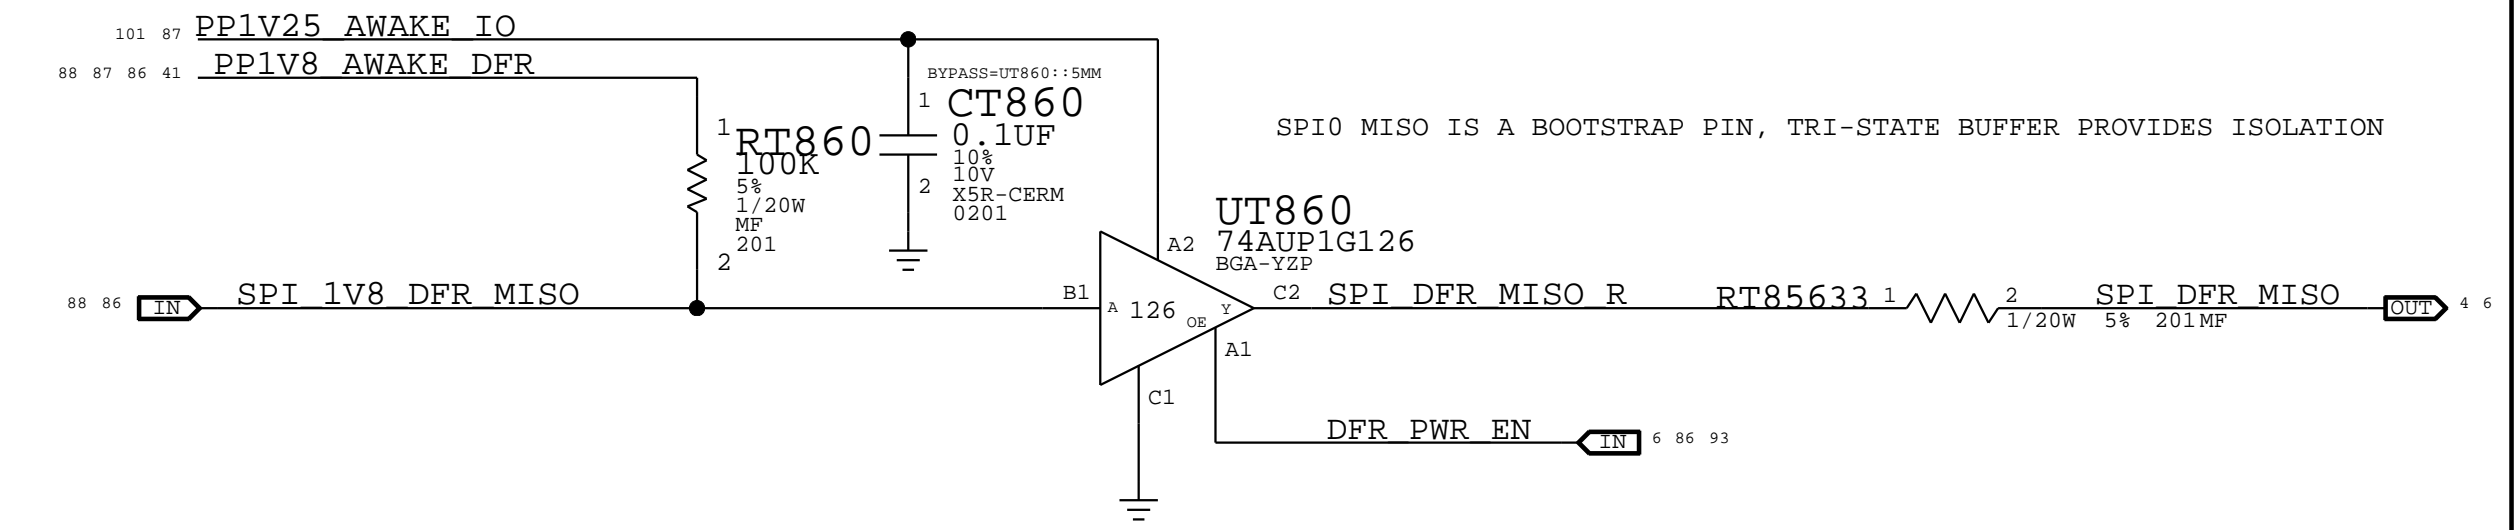 101 87 PP1V25_AWAKE_IO
88 87 86 41 PP1V8_AWAKE_DFR
BYPASS=UT860::5MM
1 CT860
0.1UF
10%
10V
2 X5R-CERM
0201
1 RT860
100K
5%
1/20W
MF
201
2
SPI0 MISO IS A BOOTSTRAP PIN, TRI-STATE BUFFER PROVIDES ISOLATION
UT860
74AUP1G126
BGA-YZP
A2
88 86 IN SPI_1V8_DFR_MISO B1 A 126 OE Y C2 SPI_DFR_MISO_R RT85633 1 2 SPI_DFR_MISO OUT 4 6
1/20W 5% 201 MF
A1
C1
DFR_PWR_EN IN 6 86 93